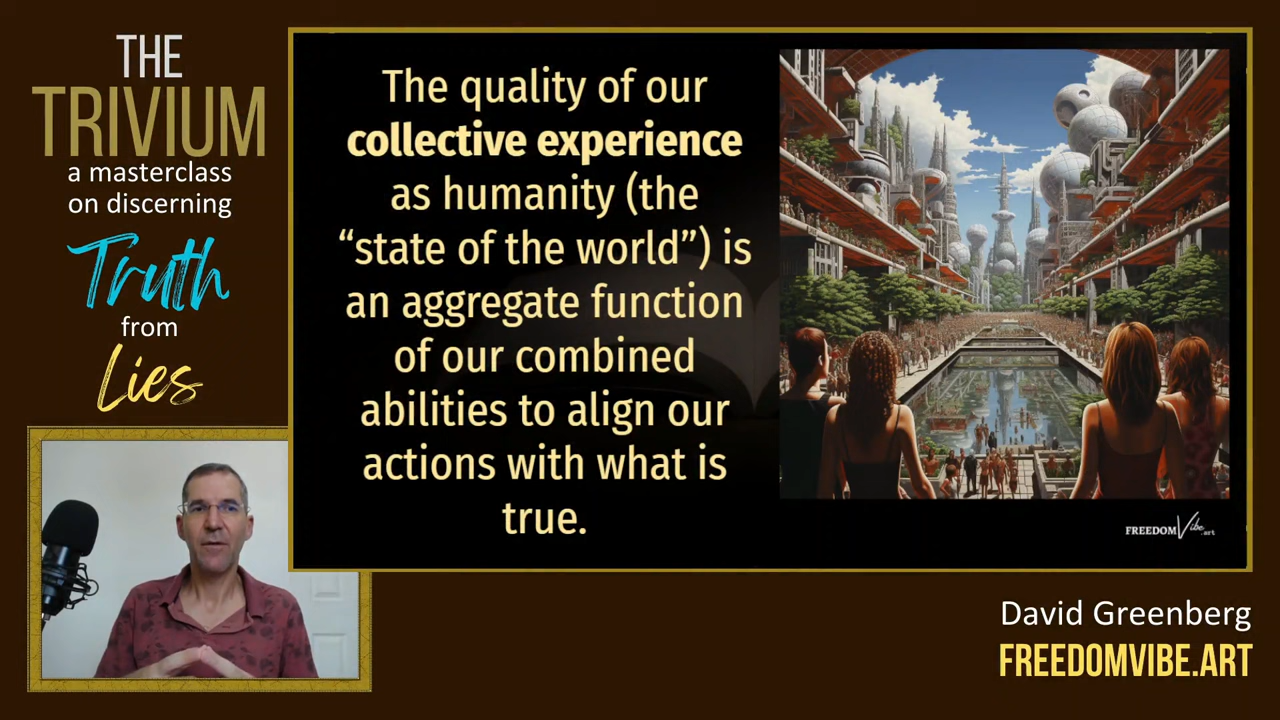 THE
TRIVIUM
a masterclass
on discerning
Truth
from
Lies
The quality of our
collective experience
as humanity (the
“state of the world”) is
an aggregate function
of our combined
abilities to align our
actions with what is
true.
FREEDOMVibe.art
David Greenberg
FREEDOMVIBE.ART